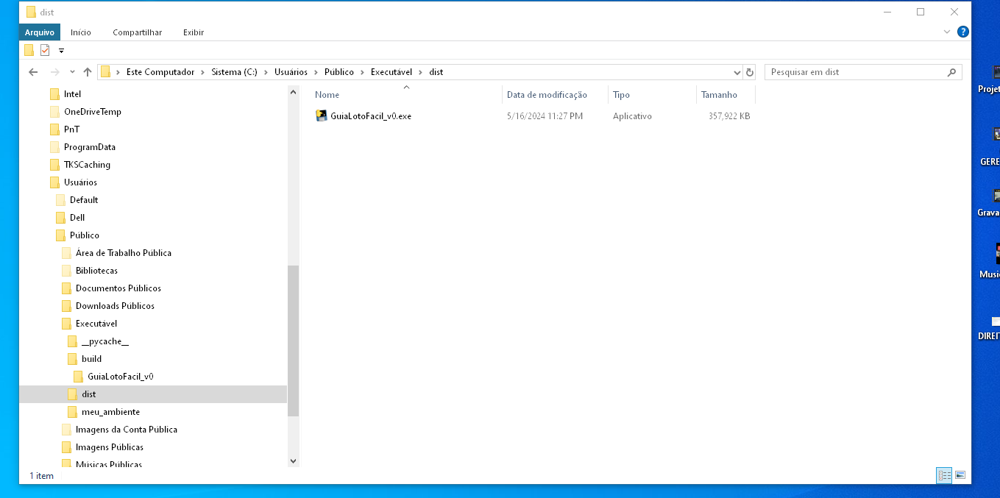 dist
Arquivo Início Compartilhar Exibir
Este Computador > Sistema (C:) > Usuários > Público > Executável > dist
Pesquisar em dist
Nome Data de modificação Tipo Tamanho
GuiaLotoFacil_v0.exe 5/16/2024 11:27 PM Aplicativo 357,922 KB
Intel
OneDriveTemp
PnT
ProgramData
TKSCaching
Usuários
Default
Dell
Público
Área de Trabalho Pública
Bibliotecas
Documentos Públicos
Downloads Públicos
Executável
__pycache__
build
GuiaLotoFacil_v0
dist
meu_ambiente
Imagens da Conta Pública
Imagens Públicas
Músicas Públicas
1 item
Projet
GERE
Grava
Music
DIREIT